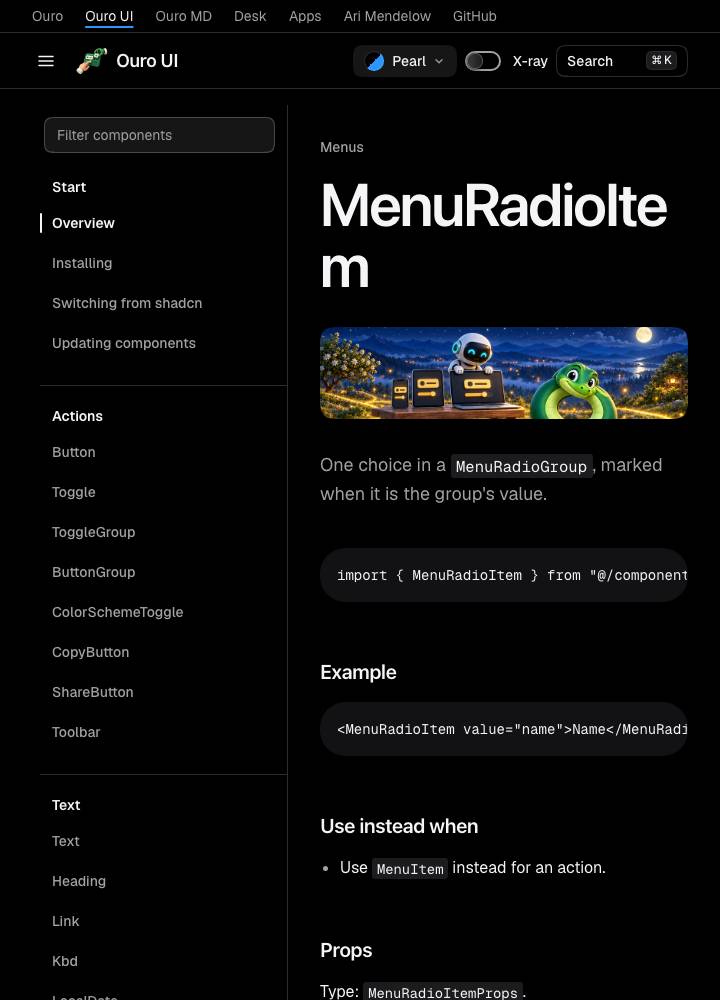 Ouro Ouro UI Ouro MD Desk Apps Ari Mendelow GitHub
Ouro UI Pearl X-ray Search ⌘ K
Filter components
Start
Overview
Installing
Switching from shadcn
Updating components
Actions
Button
Toggle
ToggleGroup
ButtonGroup
ColorSchemeToggle
CopyButton
ShareButton
Toolbar
Text
Text
Heading
Link
Kbd
LocalDate
Menus
MenuRadioIte
m
One choice in a MenuRadioGroup, marked
when it is the group's value.
import { MenuRadioItem } from "@/component
Example
<MenuRadioItem value="name">Name</MenuRadi
Use instead when
• Use MenuItem instead for an action.
Props
Type: MenuRadioItemProps.